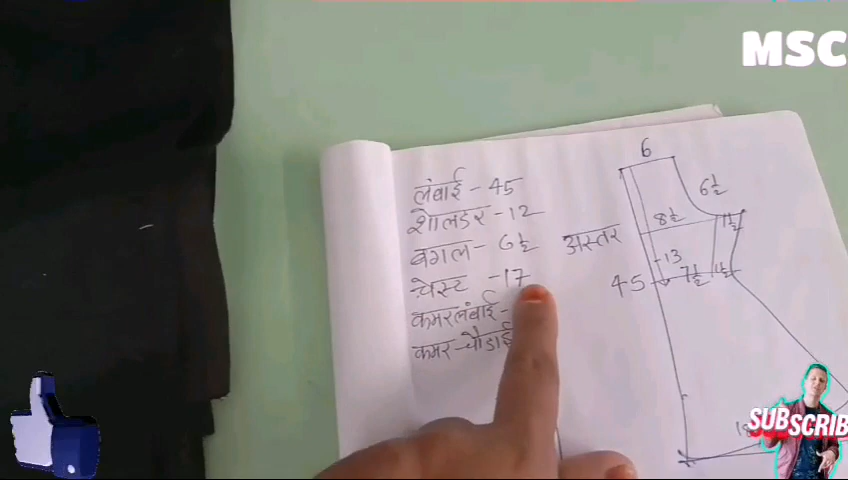 MSC
लंबाई - 45
शोलडर - 12
बगल - 6½
चेस्ट - 17
कमरलंबाई -
कमर-चौडाई
अस्तर
6
6½
8½
1½
13
7½
1½
45
SUBSCRIB